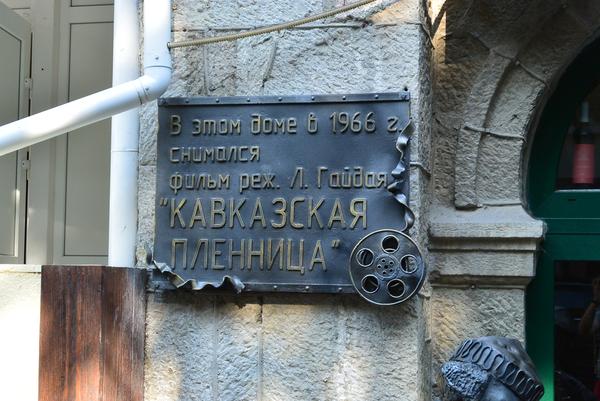 В этом доме в 1966 г.
снимался
фильм реж. Л. Гайдая
"КАВКАЗСКАЯ
ПЛЕННИЦА"